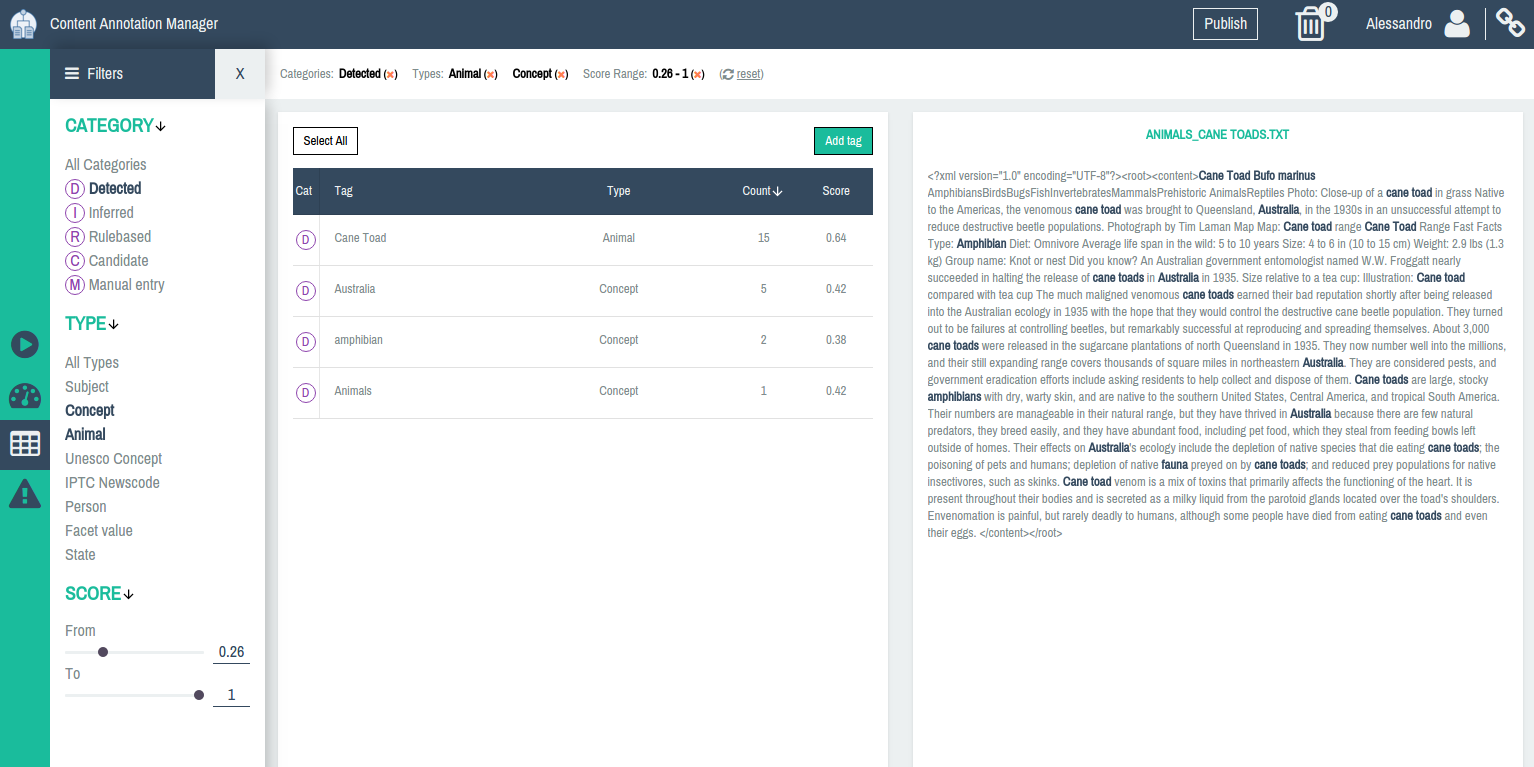 Content Annotation Manager
Publish
0
Alessandro
Filters
X
Categories: Detected (×) Types: Animal (×) Concept (×) Score Range: 0.26 - 1 (×) (reset)
CATEGORY
All Categories
D Detected
I Inferred
R Rulebased
C Candidate
M Manual entry
TYPE
All Types
Subject
Concept
Animal
Unesco Concept
IPTC Newscode
Person
Facet value
State
SCORE
From
0.26
To
1
Select All
Add tag
Cat Tag Type Count Score
D Cane Toad Animal 15 0.64
D Australia Concept 5 0.42
D amphibian Concept 2 0.38
D Animals Concept 1 0.42
ANIMALS_CANE TOADS.TXT
<?xml version="1.0" encoding="UTF-8"?><root><content>Cane Toad Bufo marinus
AmphibiansBirdsBugsFishInvertebratesMammalsPrehistoric AnimalsReptiles Photo: Close-up of a cane toad in grass Native
to the Americas, the venomous cane toad was brought to Queensland, Australia, in the 1930s in an unsuccessful attempt to
reduce destructive beetle populations. Photograph by Tim Laman Map Map: Cane toad range Cane Toad Range Fast Facts
Type: Amphibian Diet: Omnivore Average life span in the wild: 5 to 10 years Size: 4 to 6 in (10 to 15 cm) Weight: 2.9 lbs (1.3
kg) Group name: Knot or nest Did you know? An Australian government entomologist named W.W. Froggatt nearly
succeeded in halting the release of cane toads in Australia in 1935. Size relative to a tea cup: Illustration: Cane toad
compared with tea cup The much maligned venomous cane toads earned their bad reputation shortly after being released
into the Australian ecology in 1935 with the hope that they would control the destructive cane beetle population. They turned
out to be failures at controlling beetles, but remarkably successful at reproducing and spreading themselves. About 3,000
cane toads were released in the sugarcane plantations of north Queensland in 1935. They now number well into the millions,
and their still expanding range covers thousands of square miles in northeastern Australia. They are considered pests, and
government eradication efforts include asking residents to help collect and dispose of them. Cane toads are large, stocky
amphibians with dry, warty skin, and are native to the southern United States, Central America, and tropical South America.
Their numbers are manageable in their natural range, but they have thrived in Australia because there are few natural
predators, they breed easily, and they have abundant food, including pet food, which they steal from feeding bowls left
outside of homes. Their effects on Australia's ecology include the depletion of native species that die eating cane toads; the
poisoning of pets and humans; depletion of native fauna preyed on by cane toads; and reduced prey populations for native
insectivores, such as skinks. Cane toad venom is a mix of toxins that primarily affects the functioning of the heart. It is
present throughout their bodies and is secreted as a milky liquid from the parotoid glands located over the toad's shoulders.
Envenomation is painful, but rarely deadly to humans, although some people have died from eating cane toads and even
their eggs. </content></root>